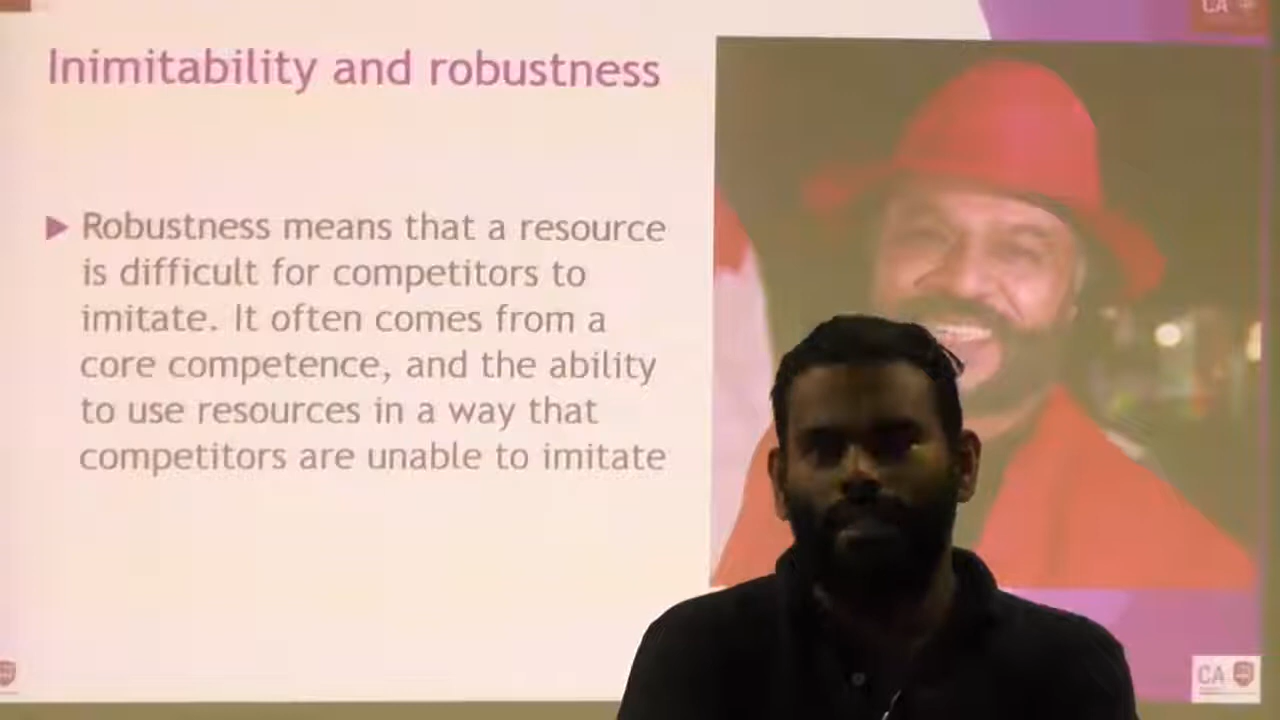 CA
Inimitability and robustness
Robustness means that a resource
is difficult for competitors to
imitate. It often comes from a
core competence, and the ability
to use resources in a way that
competitors are unable to imitate
CA